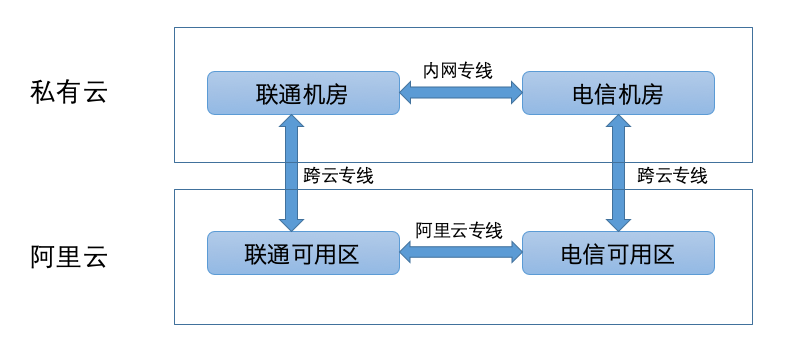 内网专线
私有云
联通机房
电信机房
跨云专线
跨云专线
阿里云专线
阿里云
联通可用区
电信可用区